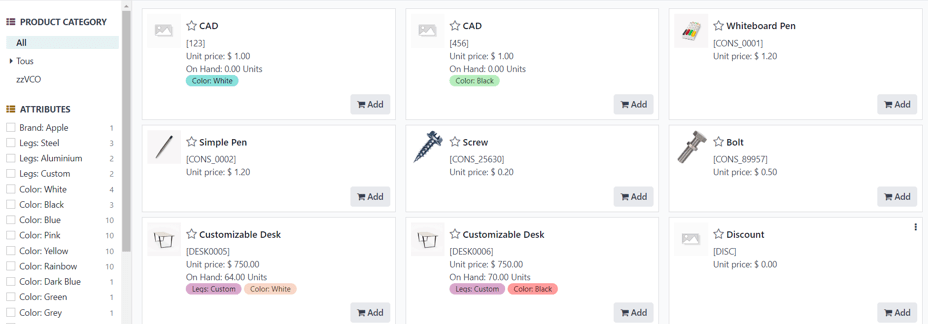 PRODUCT CATEGORY
All
Tous
zzVCO
ATTRIBUTES
Brand: Apple 1
Legs: Steel 3
Legs: Aluminium 2
Legs: Custom 2
Color: White 4
Color: Black 3
Color: Blue 10
Color: Pink 10
Color: Yellow 10
Color: Rainbow 10
Color: Dark Blue 1
Color: Green 1
Color: Grey 1
CAD
[123]
Unit price: $ 1.00
On Hand: 0.00 Units
Color: White
Add
CAD
[456]
Unit price: $ 1.00
On Hand: 0.00 Units
Color: Black
Add
Whiteboard Pen
[CONS_0001]
Unit price: $ 1.20
Add
Simple Pen
[CONS_0002]
Unit price: $ 1.20
Add
Screw
[CONS_25630]
Unit price: $ 0.20
Add
Bolt
[CONS_89957]
Unit price: $ 0.50
Add
Customizable Desk
[DESK0005]
Unit price: $ 750.00
On Hand: 64.00 Units
Legs: Custom Color: White
Add
Customizable Desk
[DESK0006]
Unit price: $ 750.00
On Hand: 70.00 Units
Legs: Custom Color: Black
Add
Discount
[DISC]
Unit price: $ 0.00
Add